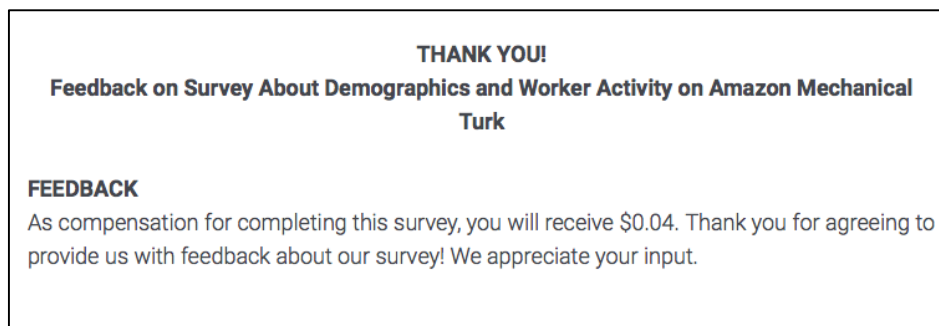 THANK YOU!
Feedback on Survey About Demographics and Worker Activity on Amazon Mechanical
Turk
FEEDBACK
As compensation for completing this survey, you will receive $0.04. Thank you for agreeing to
provide us with feedback about our survey! We appreciate your input.